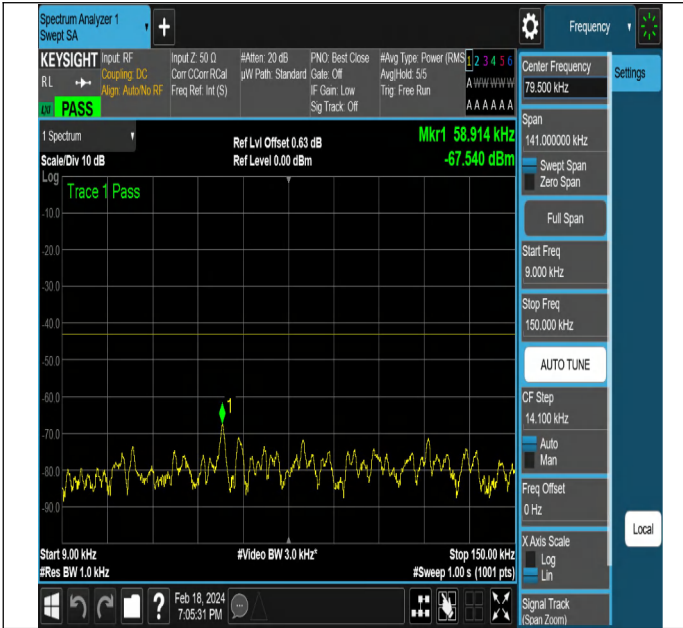 Spectrum Analyzer 1
Swept SA
+
Frequency
KEYSIGHT
RL
LXI PASS
Input: RF
Coupling: DC
Align: Auto/No RF
Input Z: 50 Ω
Corr CCorr RCal
Freq Ref: Int (S)
#Atten: 20 dB
µW Path: Standard
PNO: Best Close
Gate: Off
IF Gain: Low
Sig Track: Off
#Avg Type: Power (RMS
Avg|Hold: 5/5
Trig: Free Run
1 2 3 4 5 6
A W W W W W
A A A A A A
1 Spectrum
Scale/Div 10 dB
Ref Lvl Offset 0.63 dB
Ref Level 0.00 dBm
Mkr1 58.914 kHz
-67.540 dBm
Log
Trace 1 Pass
-10.0
-20.0
-30.0
-40.0
-50.0
-60.0
-70.0
-80.0
-90.0
1
Start 9.00 kHz
#Res BW 1.0 kHz
#Video BW 3.0 kHz*
Stop 150.00 kHz
#Sweep 1.00 s (1001 pts)
Center Frequency
79.500 kHz
Settings
Span
141.000000 kHz
Swept Span
Zero Span
Full Span
Start Freq
9.000 kHz
Stop Freq
150.000 kHz
AUTO TUNE
CF Step
14.100 kHz
Auto
Man
Freq Offset
0 Hz
X Axis Scale
Log
Lin
Local
Signal Track
(Span Zoom)
?
Feb 18, 2024
7:05:31 PM